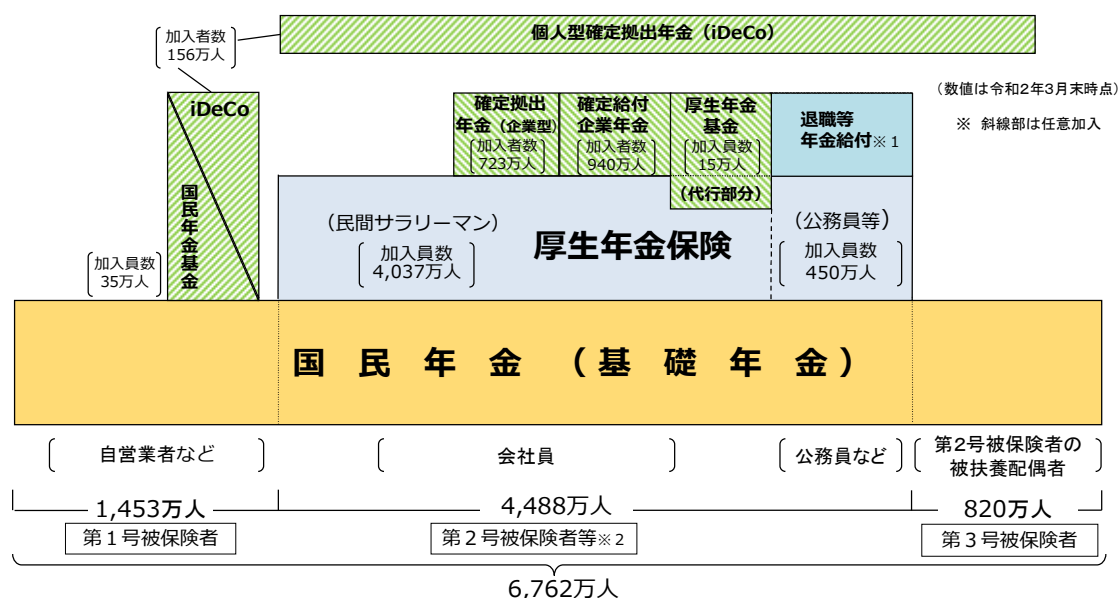 個人型確定拠出年金（iDeCo）
加入者数
156万人
（数値は令和2年3月末時点）
※ 斜線部は任意加入
iDeCo
国民年金基金
加入員数
35万人
確定拠出
年金（企業型）
加入者数
723万人
確定給付
企業年金
加入者数
940万人
厚生年金
基金
加入員数
15万人
（代行部分）
退職等
年金給付※1
（民間サラリーマン）
加入員数
4,037万人
厚生年金保険
（公務員等）
加入員数
450万人
国民年金（基礎年金）
自営業者など
会社員
公務員など
第2号被保険者の
被扶養配偶者
1,453万人
4,488万人
820万人
第1号被保険者
第2号被保険者等※2
第3号被保険者
6,762万人